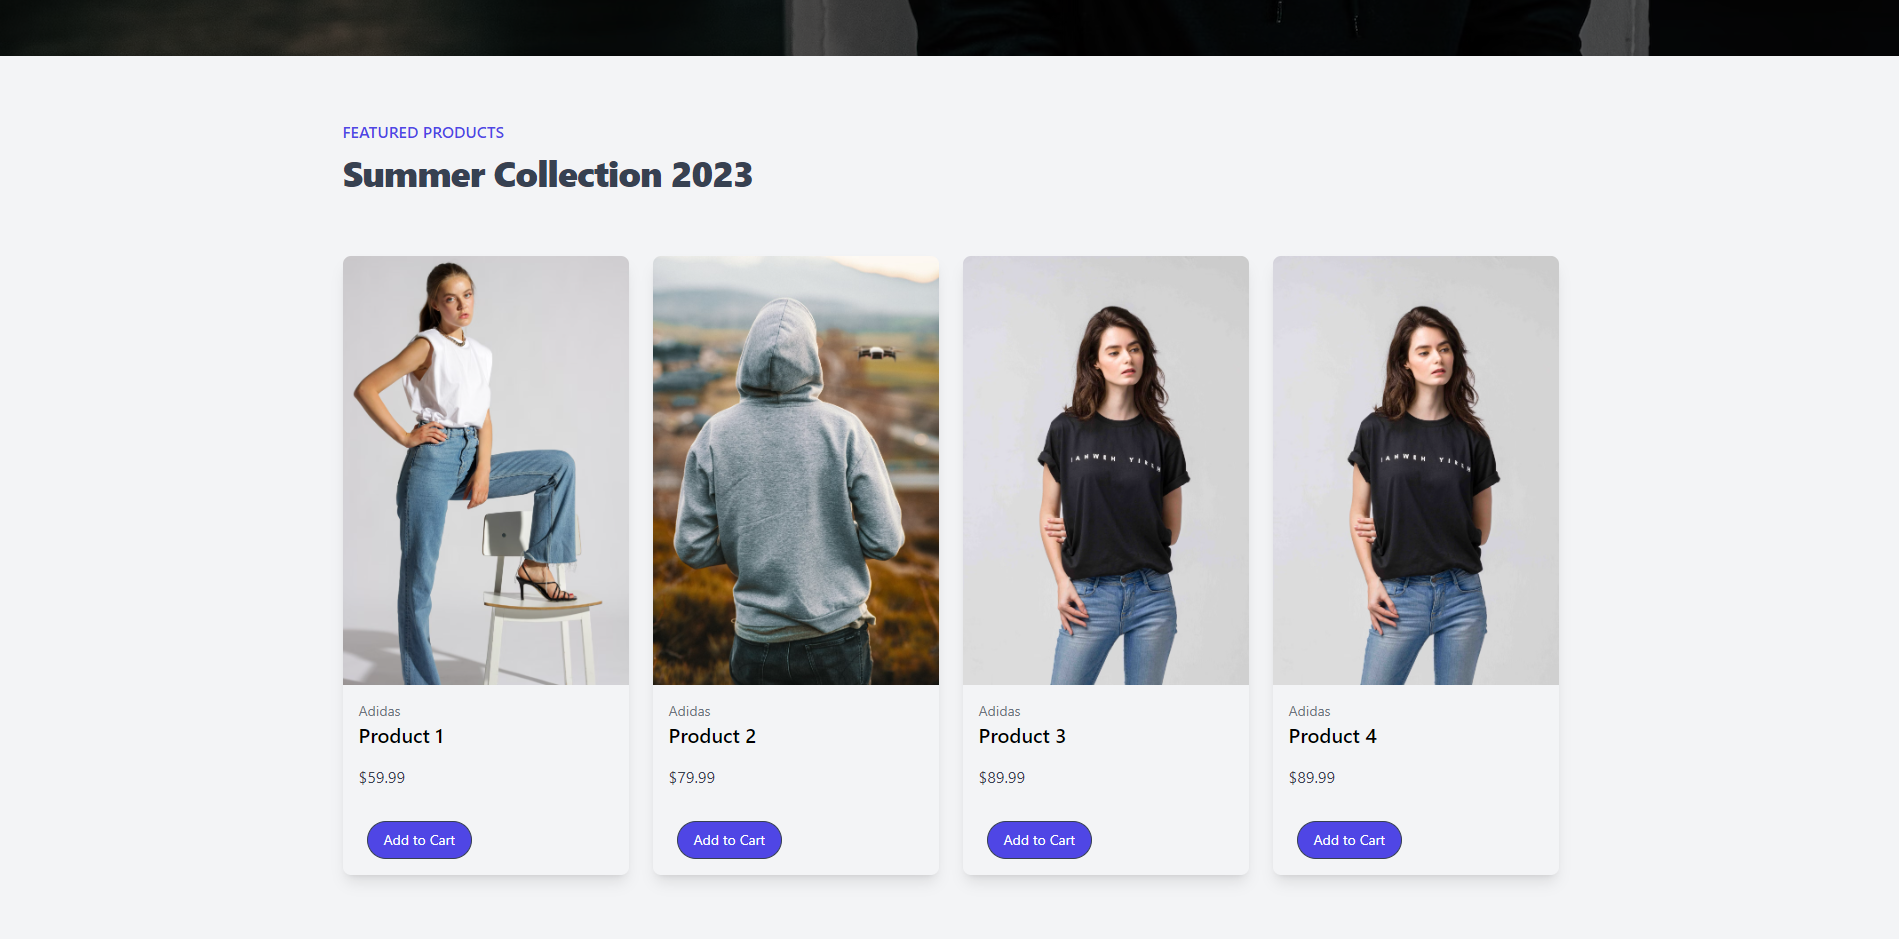 FEATURED PRODUCTS
Summer Collection 2023
Adidas
Product 1
$59.99
Add to Cart
Adidas
Product 2
$79.99
Add to Cart
Adidas
Product 3
$89.99
Add to Cart
Adidas
Product 4
$89.99
Add to Cart